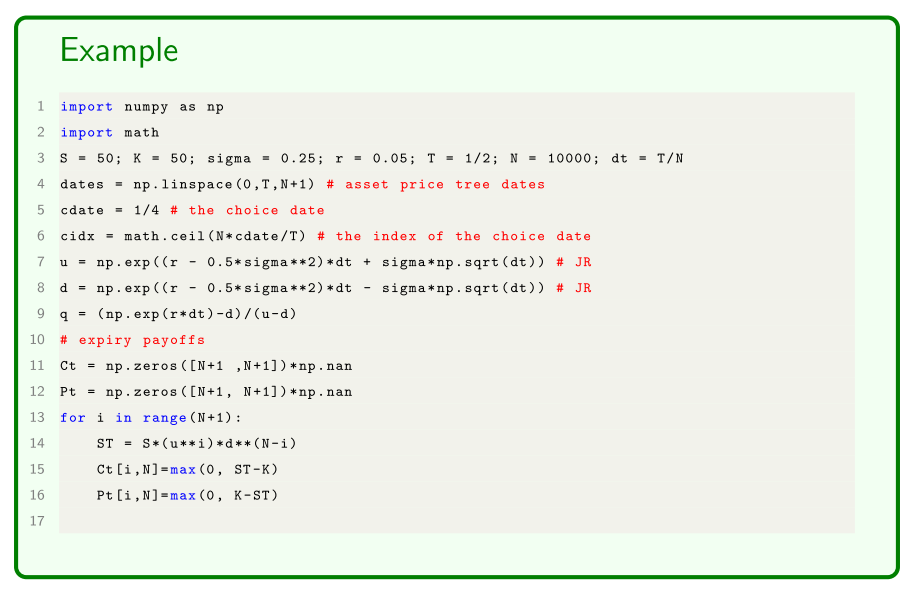 Example
1 import numpy as np
2 import math
3 S = 50; K = 50; sigma = 0.25; r = 0.05; T = 1/2; N = 10000; dt = T/N
4 dates = np.linspace(0,T,N+1) # asset price tree dates
5 cdate = 1/4 # the choice date
6 cidx = math.ceil(N*cdate/T) # the index of the choice date
7 u = np.exp((r - 0.5*sigma**2)*dt + sigma*np.sqrt(dt)) # JR
8 d = np.exp((r - 0.5*sigma**2)*dt - sigma*np.sqrt(dt)) # JR
9 q = (np.exp(r*dt)-d)/(u-d)
10 # expiry payoffs
11 Ct = np.zeros([N+1 ,N+1])*np.nan
12 Pt = np.zeros([N+1, N+1])*np.nan
13 for i in range(N+1):
14     ST = S*(u**i)*d**(N-i)
15     Ct[i,N]=max(0, ST-K)
16     Pt[i,N]=max(0, K-ST)
17